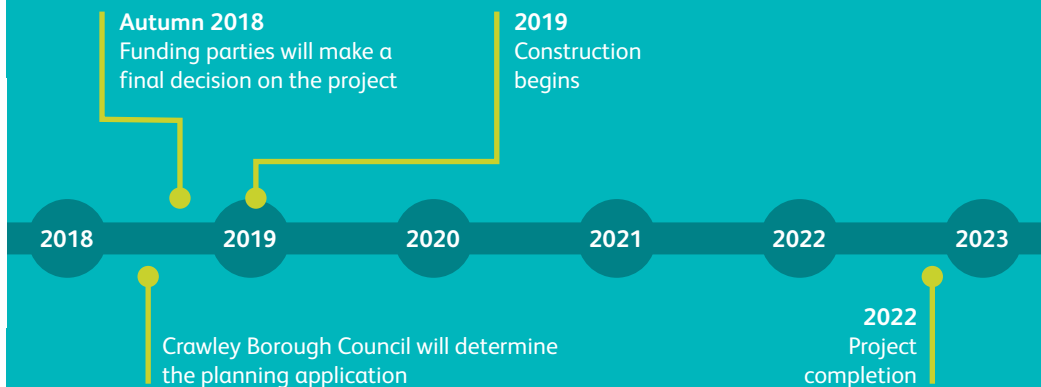 Autumn 2018
Funding parties will make a
final decision on the project
2019
Construction
begins
2018
2019
2020
2021
2022
2023
Crawley Borough Council will determine
the planning application
2022
Project
completion